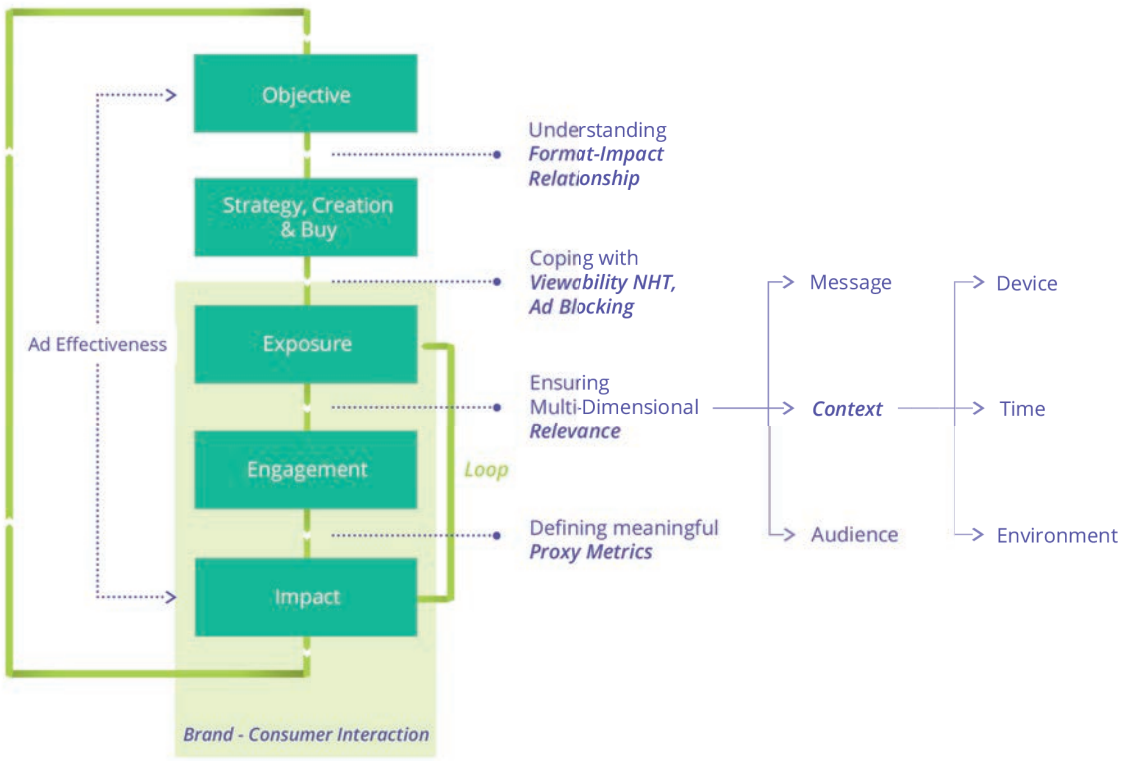 Objective
Understanding
Format-Impact
Relationship
Strategy, Creation
& Buy
Coping with
Viewability NHT,
Ad Blocking
Message
Device
Ad Effectiveness
Exposure
Ensuring
Multi-Dimensional
Relevance
Context
Time
Engagement
Loop
Defining meaningful
Proxy Metrics
Audience
Environment
Impact
Brand - Consumer Interaction